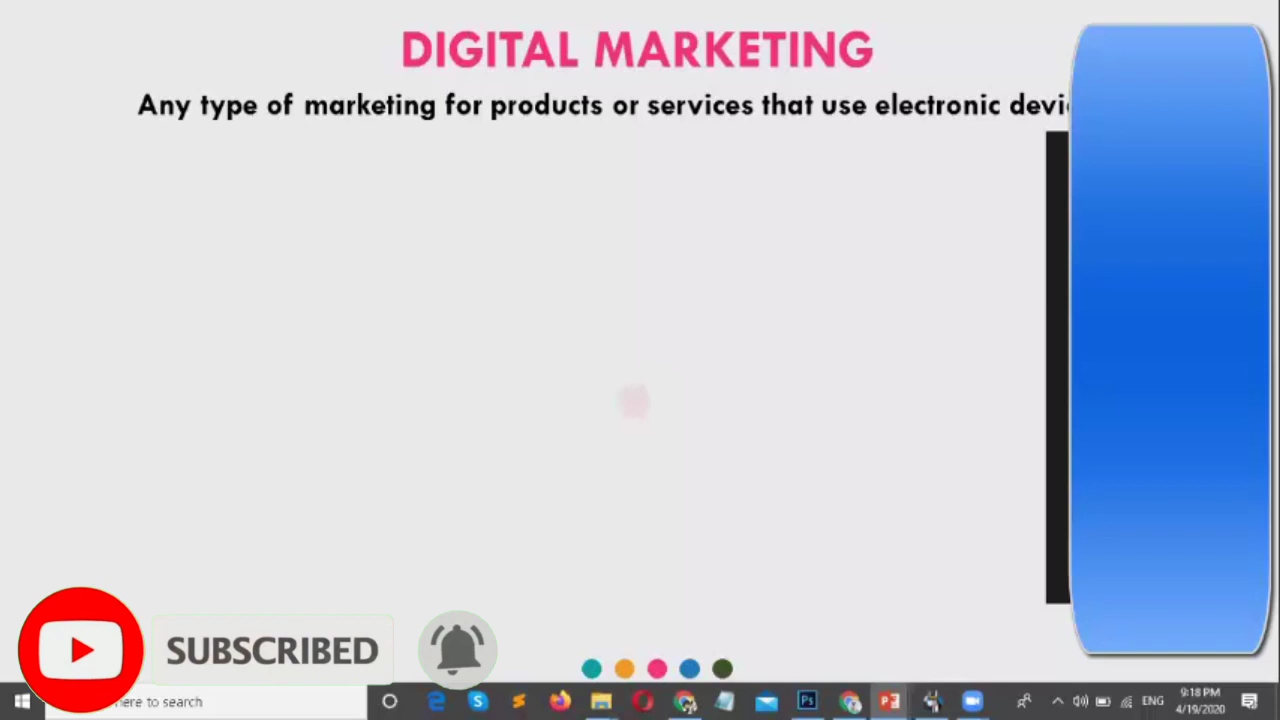 DIGITAL MARKETING
Any type of marketing for products or services that use electronic
SUBSCRIBED
here to search
ENG
9:18 PM
4/19/2020